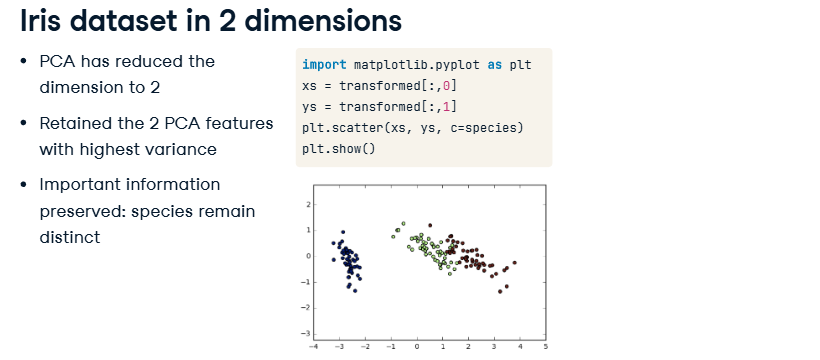 Iris dataset in 2 dimensions
• PCA has reduced the
dimension to 2
• Retained the 2 PCA features
with highest variance
• Important information
preserved: species remain
distinct
import matplotlib.pyplot as plt
xs = transformed[:,0]
ys = transformed[:,1]
plt.scatter(xs, ys, c=species)
plt.show()
2
1
0
−1
−2
−3
−4 −3 −2 −1 0 1 2 3 4 5